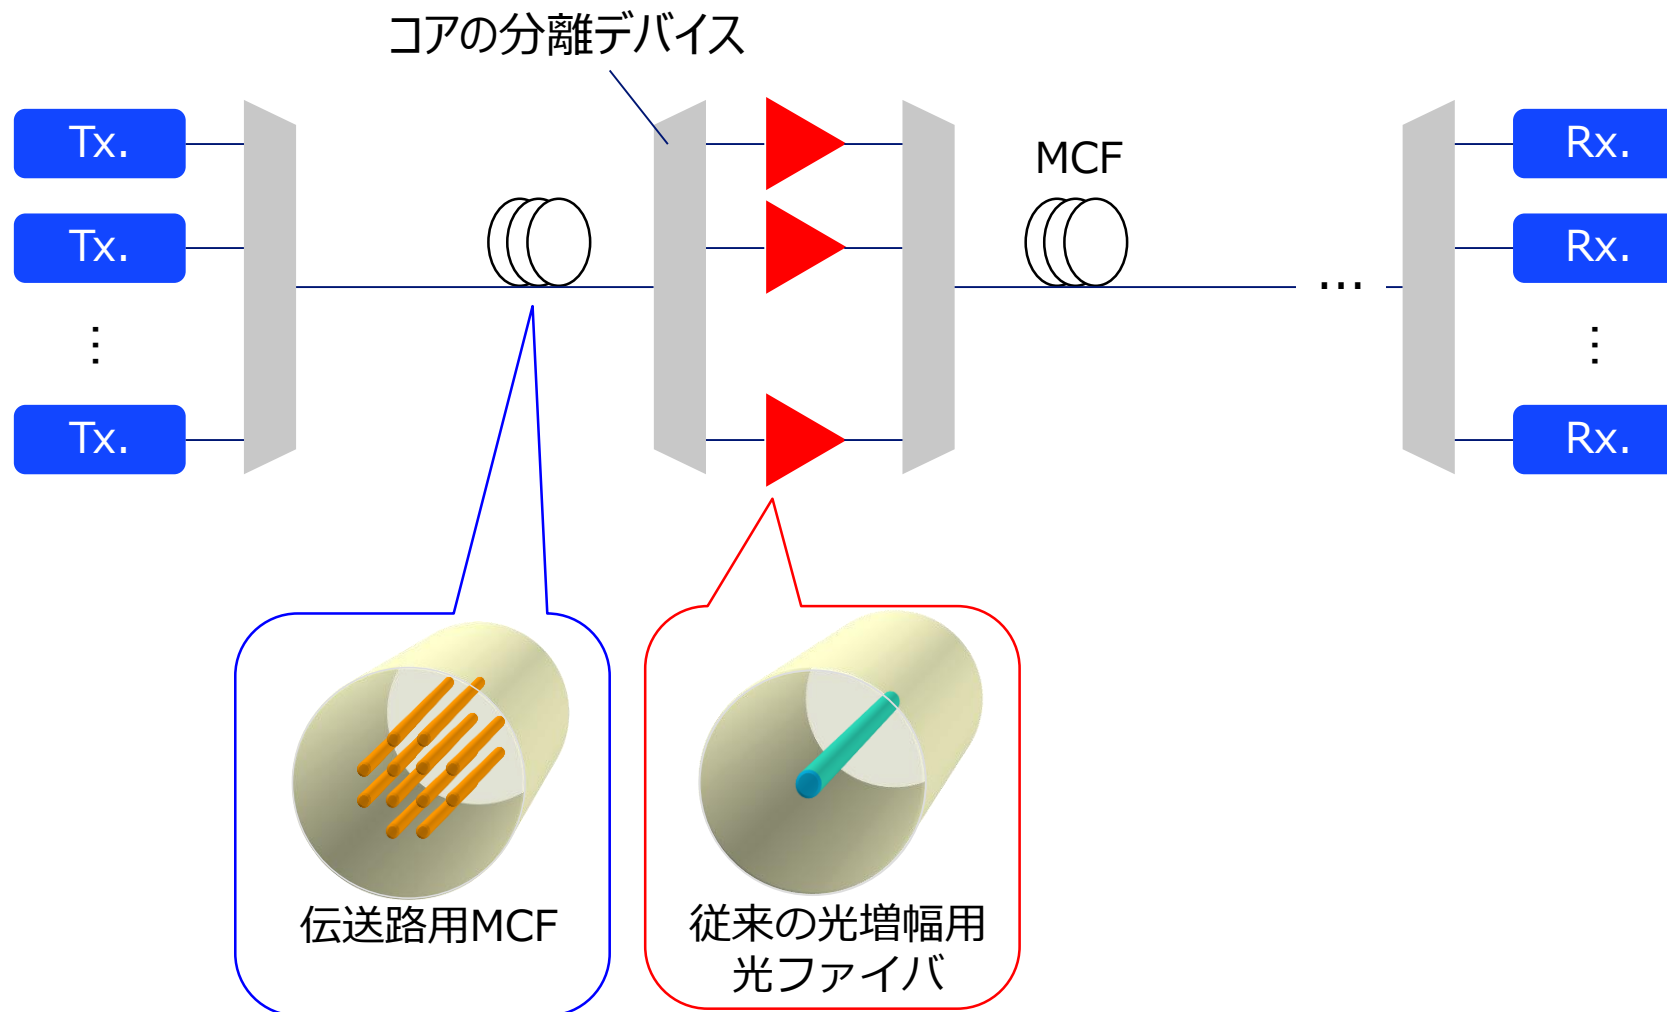 コアの分離デバイス
Tx.
Rx.
MCF
Tx.
Rx.
...
⋮
⋮
Tx.
Rx.
伝送路用MCF
従来の光増幅用
光ファイバ